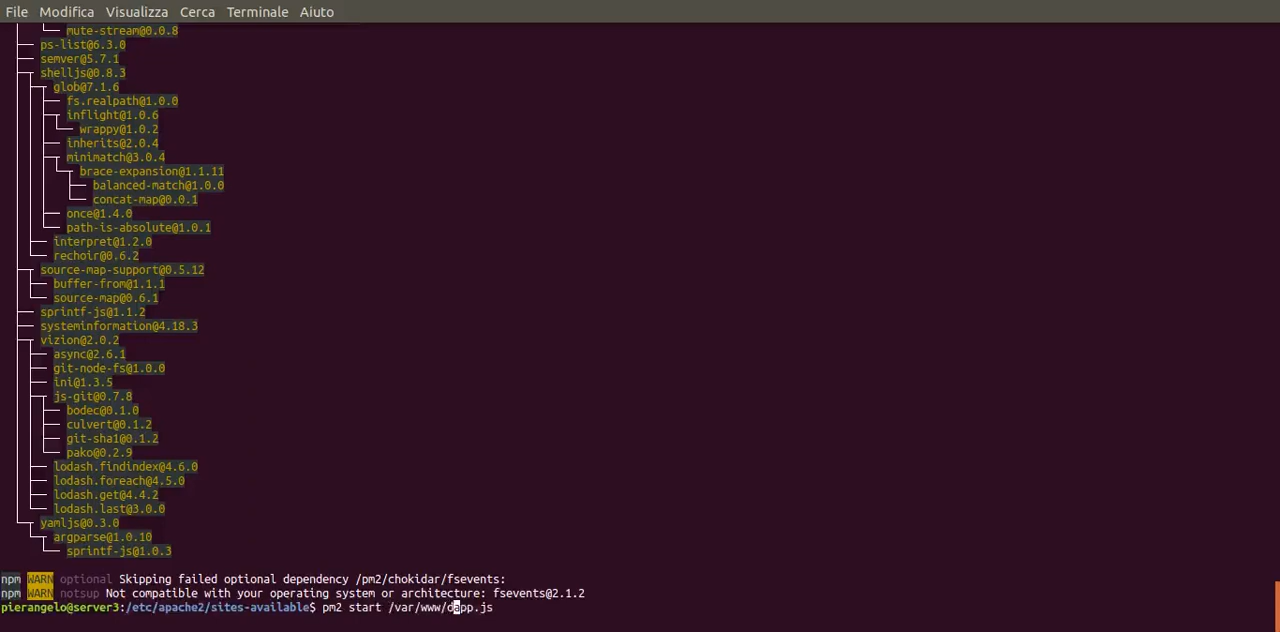 File Modifica Visualizza Cerca Terminale Aiuto
mute-stream@0.0.8
ps-list@6.3.0
semver@5.7.1
shelljs@0.8.3
glob@7.1.6
fs.realpath@1.0.0
inflight@1.0.6
wrappy@1.0.2
inherits@2.0.4
minimatch@3.0.4
brace-expansion@1.1.11
balanced-match@1.0.0
concat-map@0.0.1
once@1.4.0
path-is-absolute@1.0.1
interpret@1.2.0
rechoir@0.6.2
source-map-support@0.5.12
buffer-from@1.1.1
source-map@0.6.1
sprintf-js@1.1.2
systeminformation@4.18.3
vizion@2.0.2
async@2.6.1
git-node-fs@1.0.0
ini@1.3.5
js-git@0.7.8
bodec@0.1.0
culvert@0.1.2
git-sha1@0.1.2
pako@0.2.9
lodash.findindex@4.6.0
lodash.foreach@4.5.0
lodash.get@4.4.2
lodash.last@3.0.0
yamljs@0.3.0
argparse@1.0.10
sprintf-js@1.0.3
npm WARN optional Skipping failed optional dependency /pm2/chokidar/fsevents:
npm WARN notsup Not compatible with your operating system or architecture: fsevents@2.1.2
pierangelo@server3:/etc/apache2/sites-available$ pm2 start /var/www/dapp.js